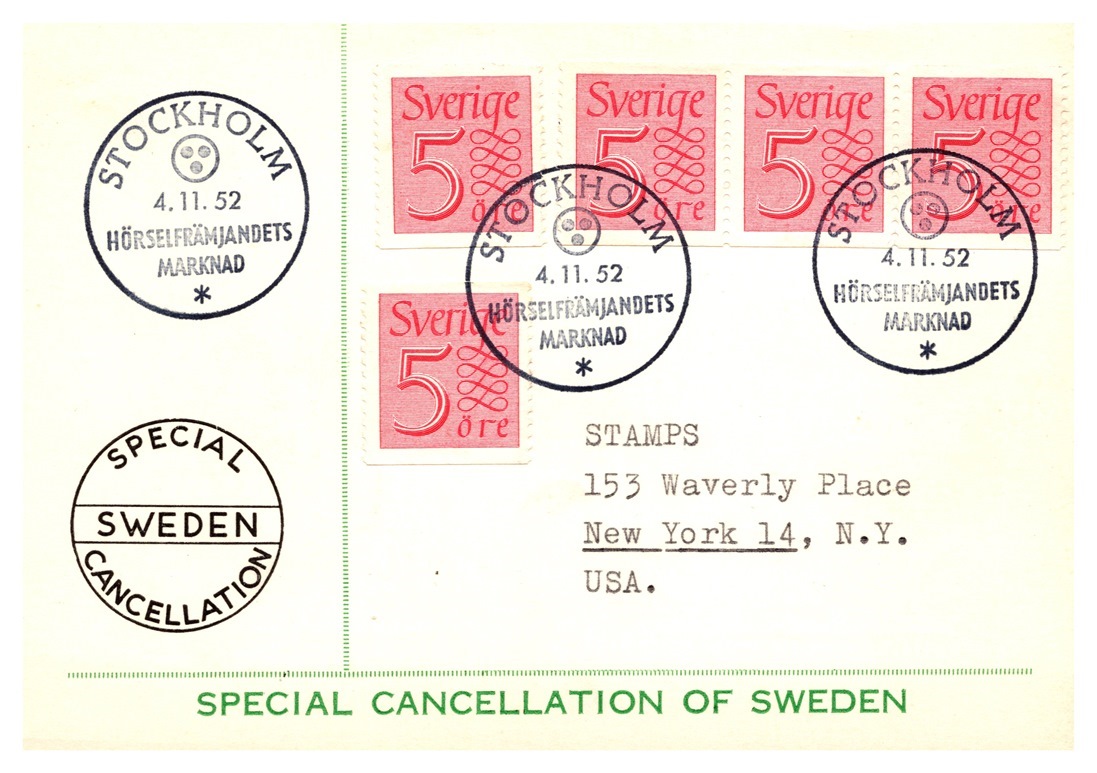 STOCKHOLM
4.11.52
HÖRSELFRÄMJANDETS
MARKNAD
*
Sverige
5
öre
Sverige
5
öre
Sverige
5
öre
Sverige
5
öre
STOCKHOLM
4.11.52
HÖRSELFRÄMJANDETS
MARKNAD
*
STOCKHOLM
4.11.52
HÖRSELFRÄMJANDETS
MARKNAD
*
Sverige
5
öre
SPECIAL
SWEDEN
CANCELLATION
STAMPS
153 Waverly Place
New York 14, N.Y.
USA.
SPECIAL CANCELLATION OF SWEDEN